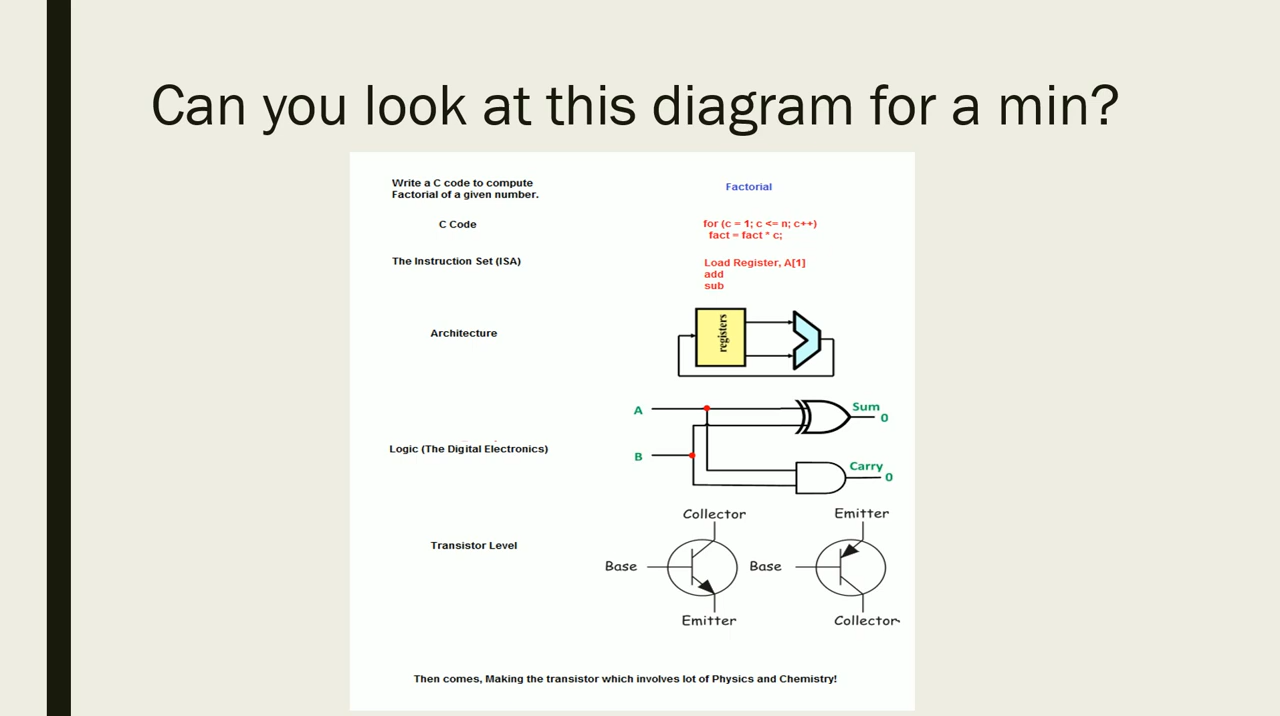 Can you look at this diagram for a min?
Write a C code to compute
Factorial of a given number.
Factorial
C Code
for (c = 1; c <= n; c++)
fact = fact * c;
The Instruction Set (ISA)
Load Register, A[1]
add
sub
Architecture
registers
Logic (The Digital Electronics)
A
B
Sum
0
Carry
0
Transistor Level
Collector
Base
Emitter
Emitter
Base
Collector
Then comes, Making the transistor which involves lot of Physics and Chemistry!